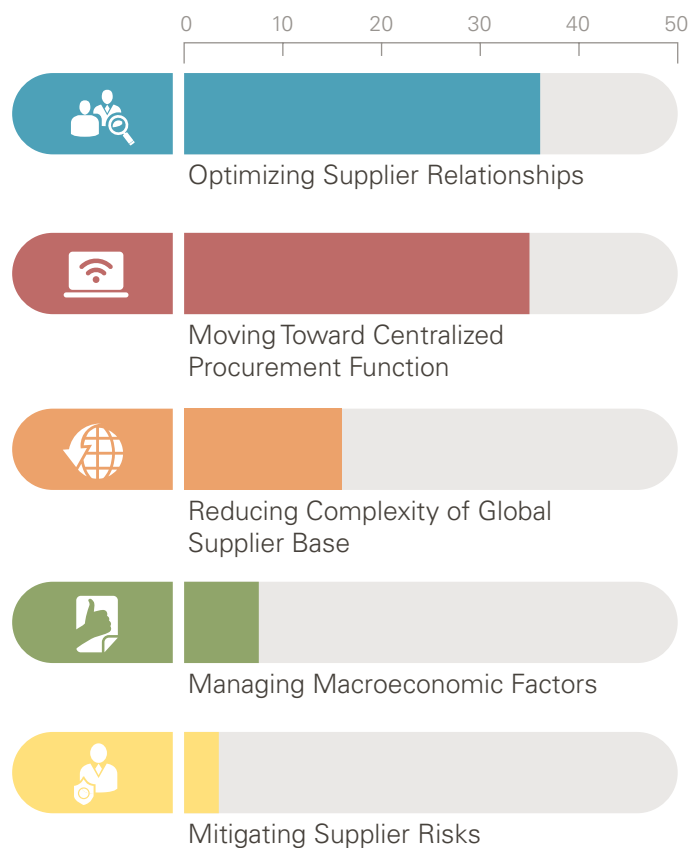 0 10 20 30 40 50
Optimizing Supplier Relationships
Moving Toward Centralized
Procurement Function
Reducing Complexity of Global
Supplier Base
Managing Macroeconomic Factors
Mitigating Supplier Risks